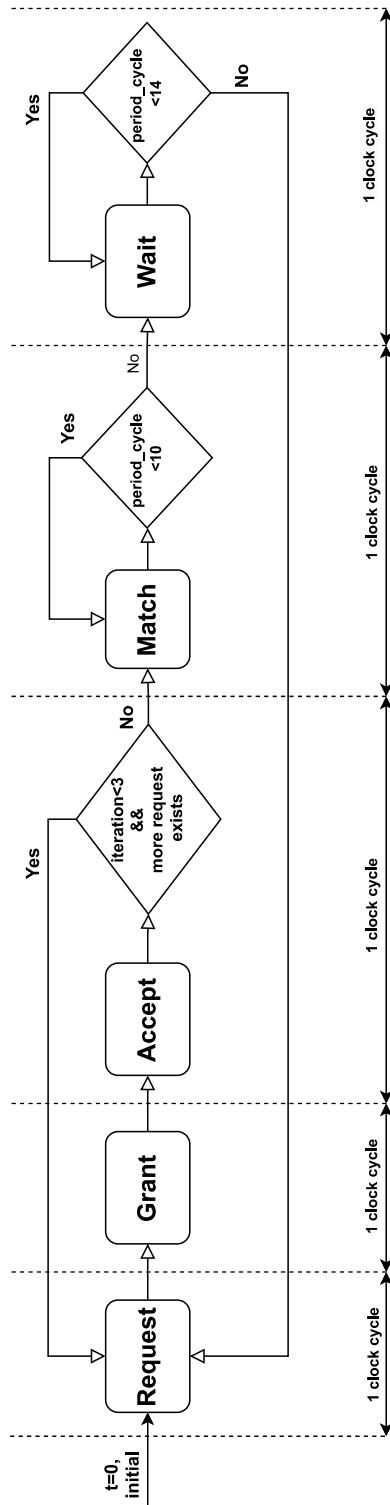 t=0,
initial
Request
Grant
Accept
iteration<3
&&
more request
exists
Yes
No
Match
period_cycle
<10
Yes
No
Wait
period_cycle
<14
Yes
No
1 clock cycle
1 clock cycle
1 clock cycle
1 clock cycle
1 clock cycle